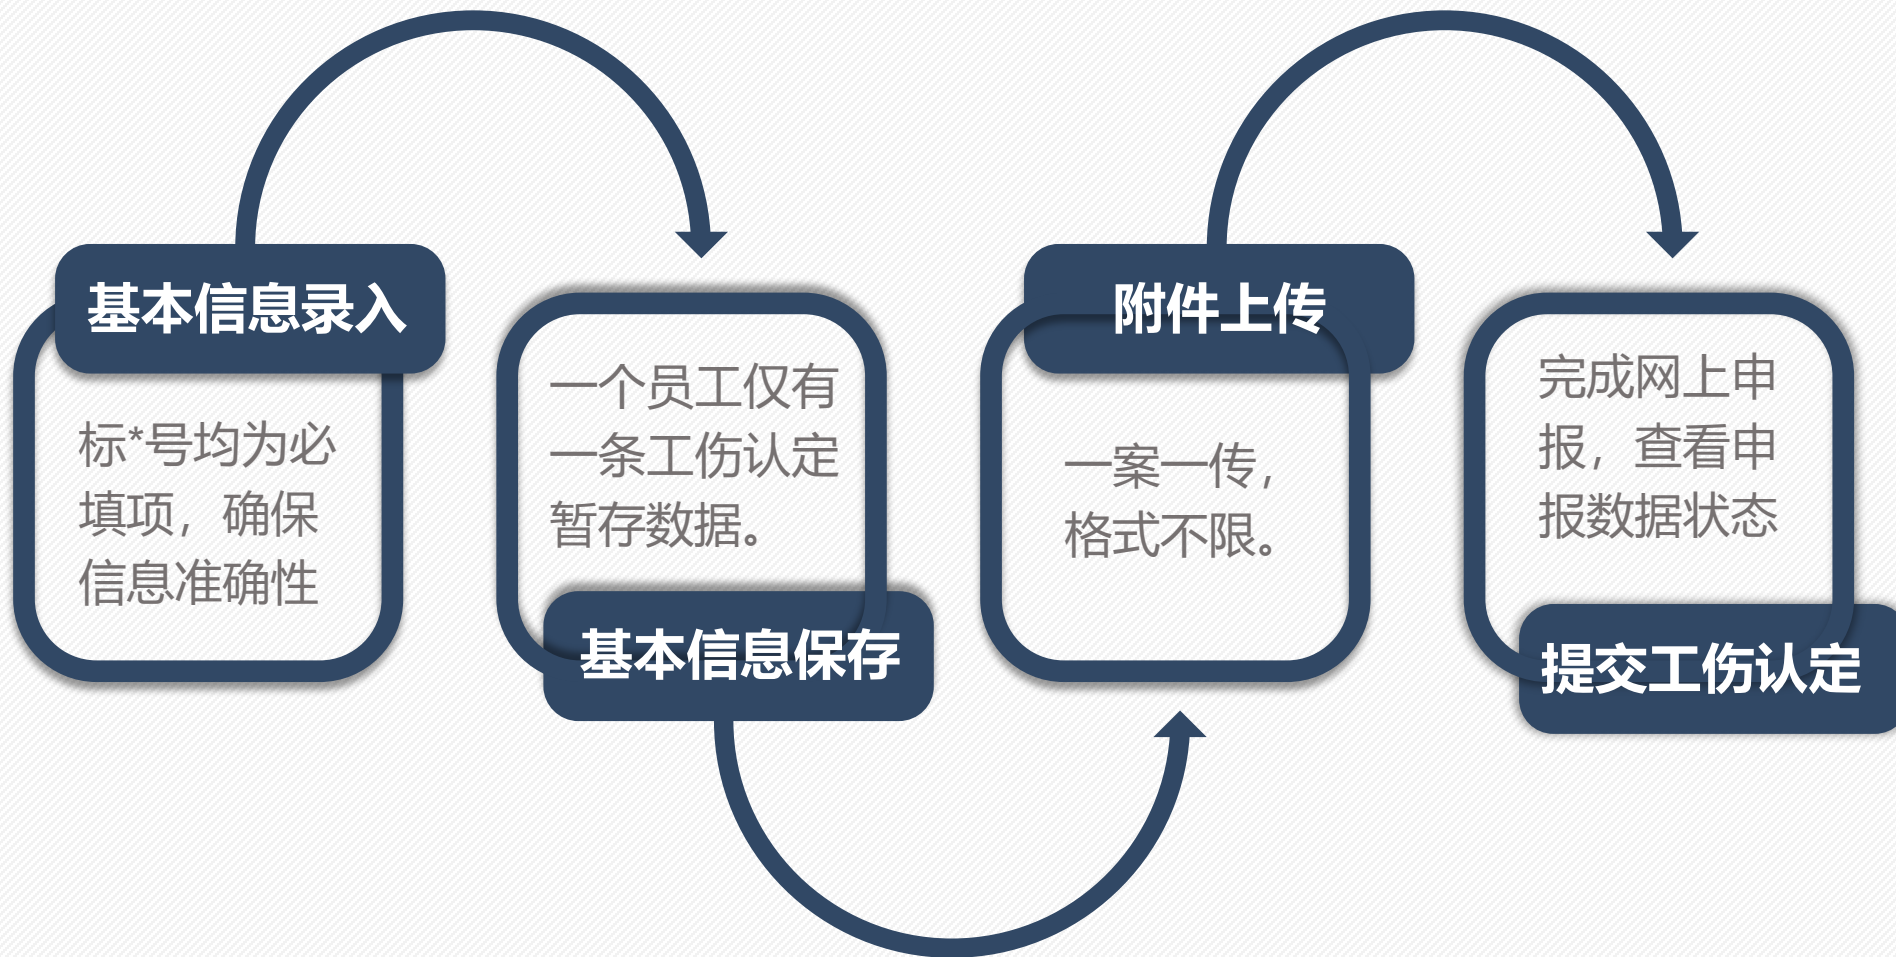 基本信息录入
标*号均为必
填项，确保
信息准确性
一个员工仅有
一条工伤认定
暂存数据。
基本信息保存
附件上传
一案一传，
格式不限。
完成网上申
报，查看申
报数据状态
提交工伤认定